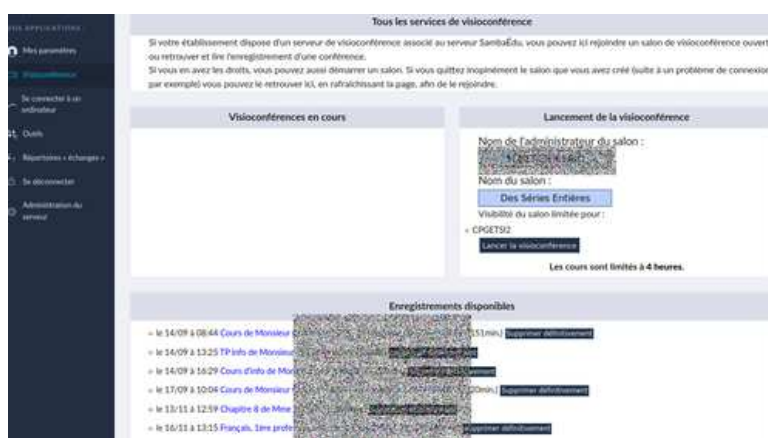 VOS APPLICATIONS
Mes paramètres
Visioconférence
Se connecter à un
ordinateur
Outils
Répertoires « échanges »
Se déconnecter
Administration du
serveur
Tous les services de visioconférence
Si votre établissement dispose d'un serveur de visioconférence associé au serveur SambaÉdu, vous pouvez ici rejoindre un salon de visioconférence ouvert
ou retrouver et lire l'enregistrement d'une conférence.
Si vous en avez les droits, vous pouvez aussi démarrer un salon. Si vous quittez inopinément le salon que vous avez créé (suite à un problème de connexion
par exemple) vous pouvez le retrouver ici, en rafraîchissant la page, afin de le rejoindre.
Visioconférences en cours
Lancement de la visioconférence
Nom de l'administrateur du salon :
Nom du salon :
Des Séries Entières
Visibilité du salon limitée pour :
CPGETSI2
Lancer la visioconférence
Les cours sont limités à 4 heures.
Enregistrements disponibles
le 14/09 à 08:44 Cours de Monsieur 151min.) Supprimer définitivement
le 14/09 à 13:25 TP info de Monsieur
le 14/09 à 16:29 Cours d'info de
le 17/09 à 10:04 Cours de Monsieur 20min.) Supprimer définitivement
le 13/11 à 12:59 Chapitre 8 de Mme
le 16/11 à 13:15 Français, 1ère Supprimer définitivement